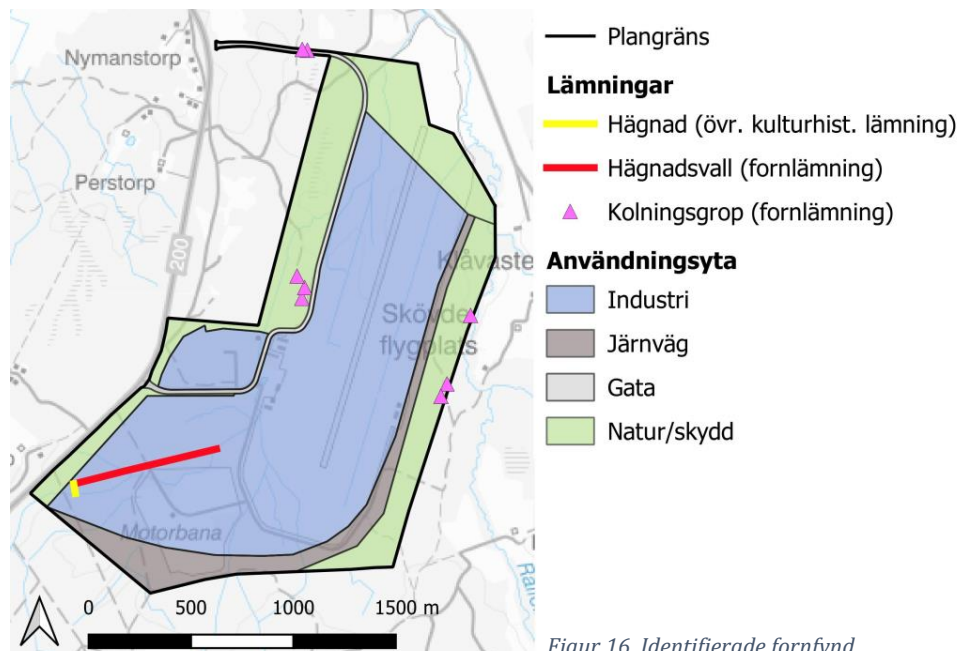 Nymanstorp
Perstorp
200
Klåvaste
Skövde
flygplats
Motorbana
0 500 1000 1500 m
Plangräns
Lämningar
Hägnad (övr. kulturhist. lämning)
Hägnadsvall (fornlämning)
Kolningsgrop (fornlämning)
Användningsyta
Industri
Järnväg
Gata
Natur/skydd
Figur 16. Identifierade fornfynd